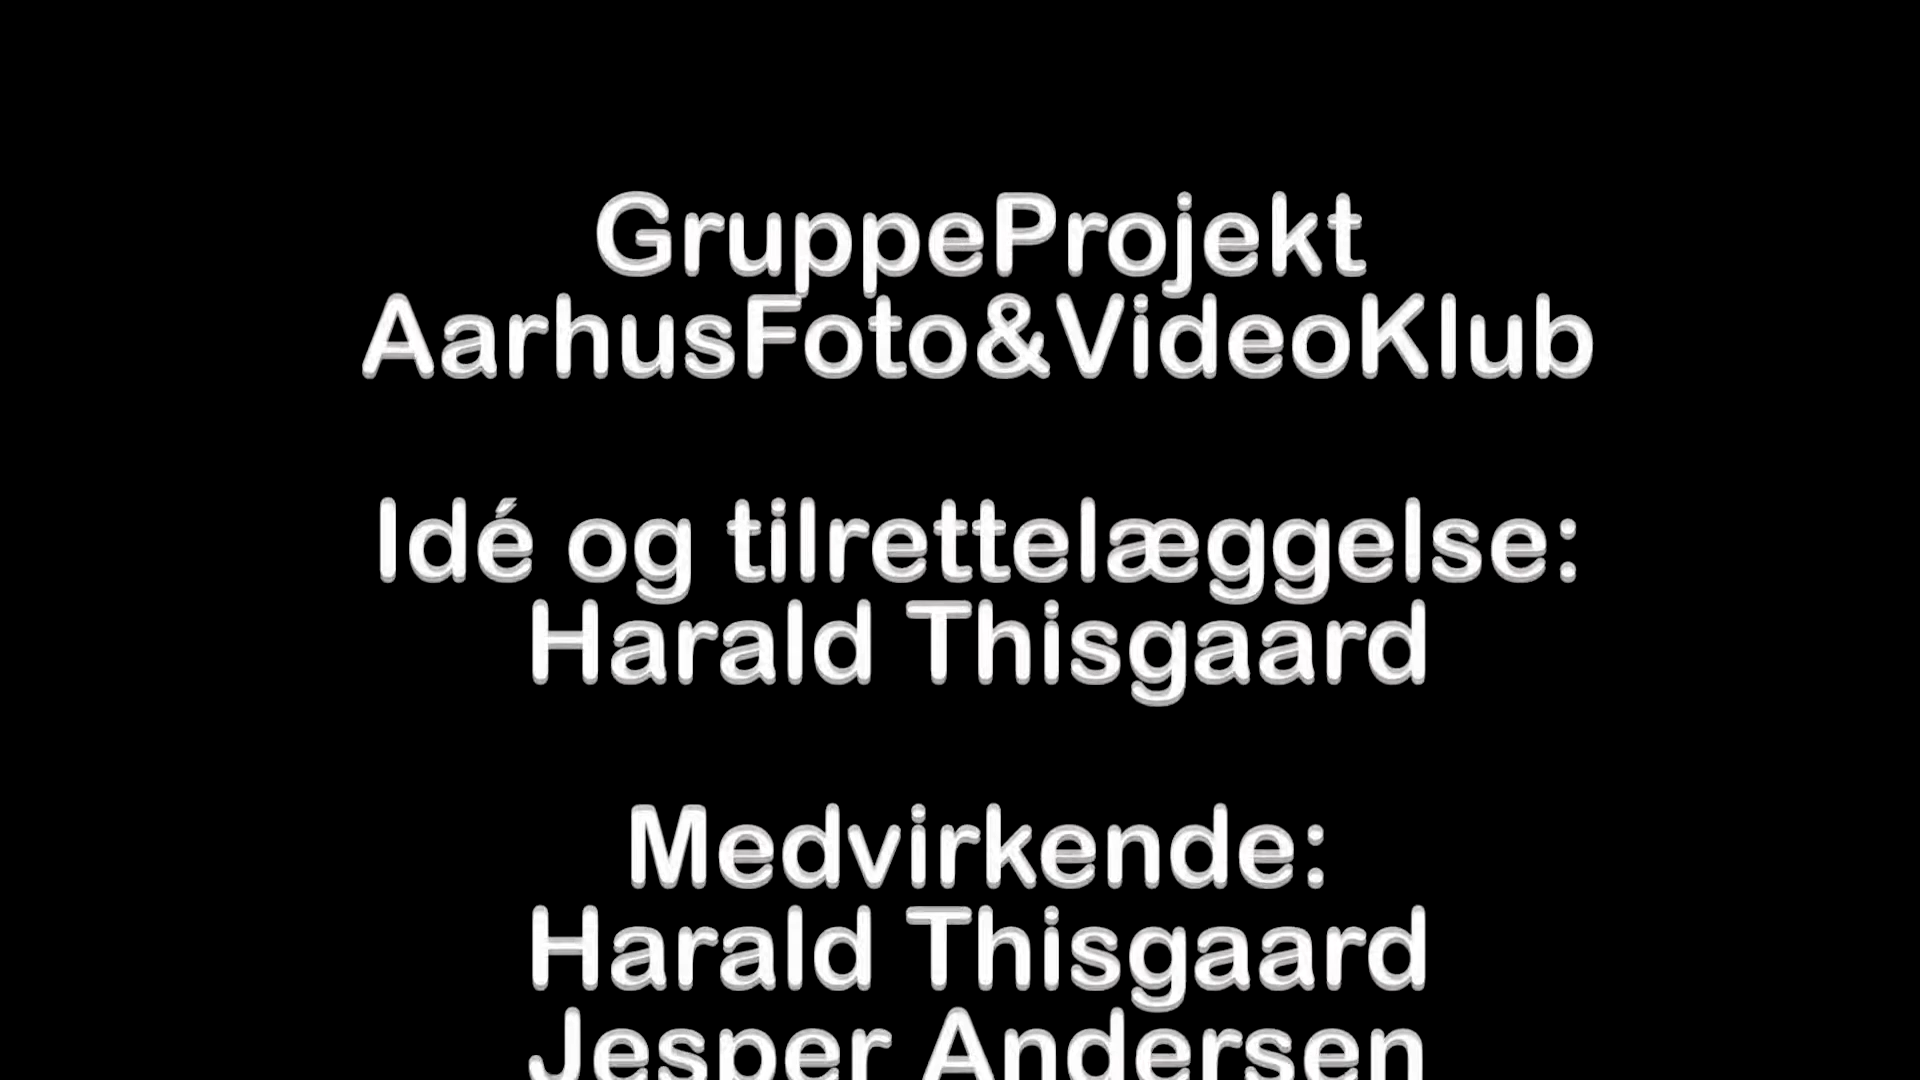 GruppeProjekt
AarhusFoto&VideoKlub
Idé og tilrettelæggelse:
Harald Thisgaard
Medvirkende:
Harald Thisgaard
Jesper Andersen